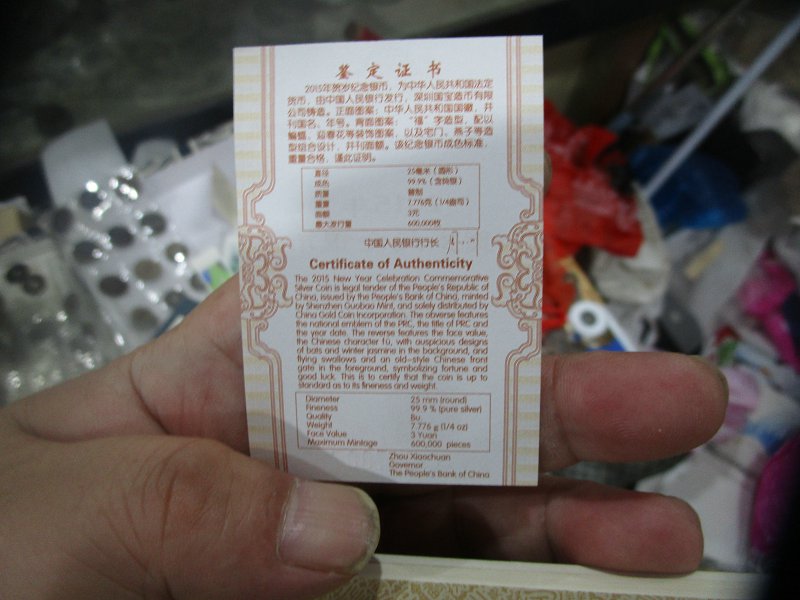 鉴定证书
2015年贺岁纪念银币，为中华人民共和国法定
货币，由中国人民银行发行，深圳国宝造币有限
公司铸造。正面图案：中华人民共和国国徽，并
刊国名、年号。背面图案：“福”字造型，配以
蝙蝠、迎春花等装饰图案，以及宅门、燕子等造
型组合设计，并刊面额。该纪念银币成色标准，
重量合格，谨此证明。
直径 25毫米（圆形）
成色 99.9%（含纯银）
质量 普制
重量 7.776克（1/4盎司）
面额 3元
最大发行量 600,000枚
中国人民银行行长
Certificate of Authenticity
The 2015 New Year Celebration Commemorative
Silver Coin is legal tender of the People's Republic of
China, issued by the People's Bank of China, minted
by Shenzhen Guobao Mint, and solely distributed by
China Gold Coin Incorporation. The obverse features
the national emblem of the PRC, the title of PRC and
the year date. The reverse features the face value,
the Chinese character fú, with auspicious designs
of bats and winter jasmine in the background, and
flying swallows and an old-style Chinese front
gate in the foreground, symbolizing fortune and
good luck. This is to certify that the coin is up to
standard as to its fineness and weight.
Diameter 25 mm (round)
Fineness 99.9 % (pure silver)
Quality Bu
Weight 7.776 g (1/4 oz)
Face Value 3 Yuan
Maximum Mintage 600,000 pieces
Zhou Xiaochuan
Governor
The People's Bank of China